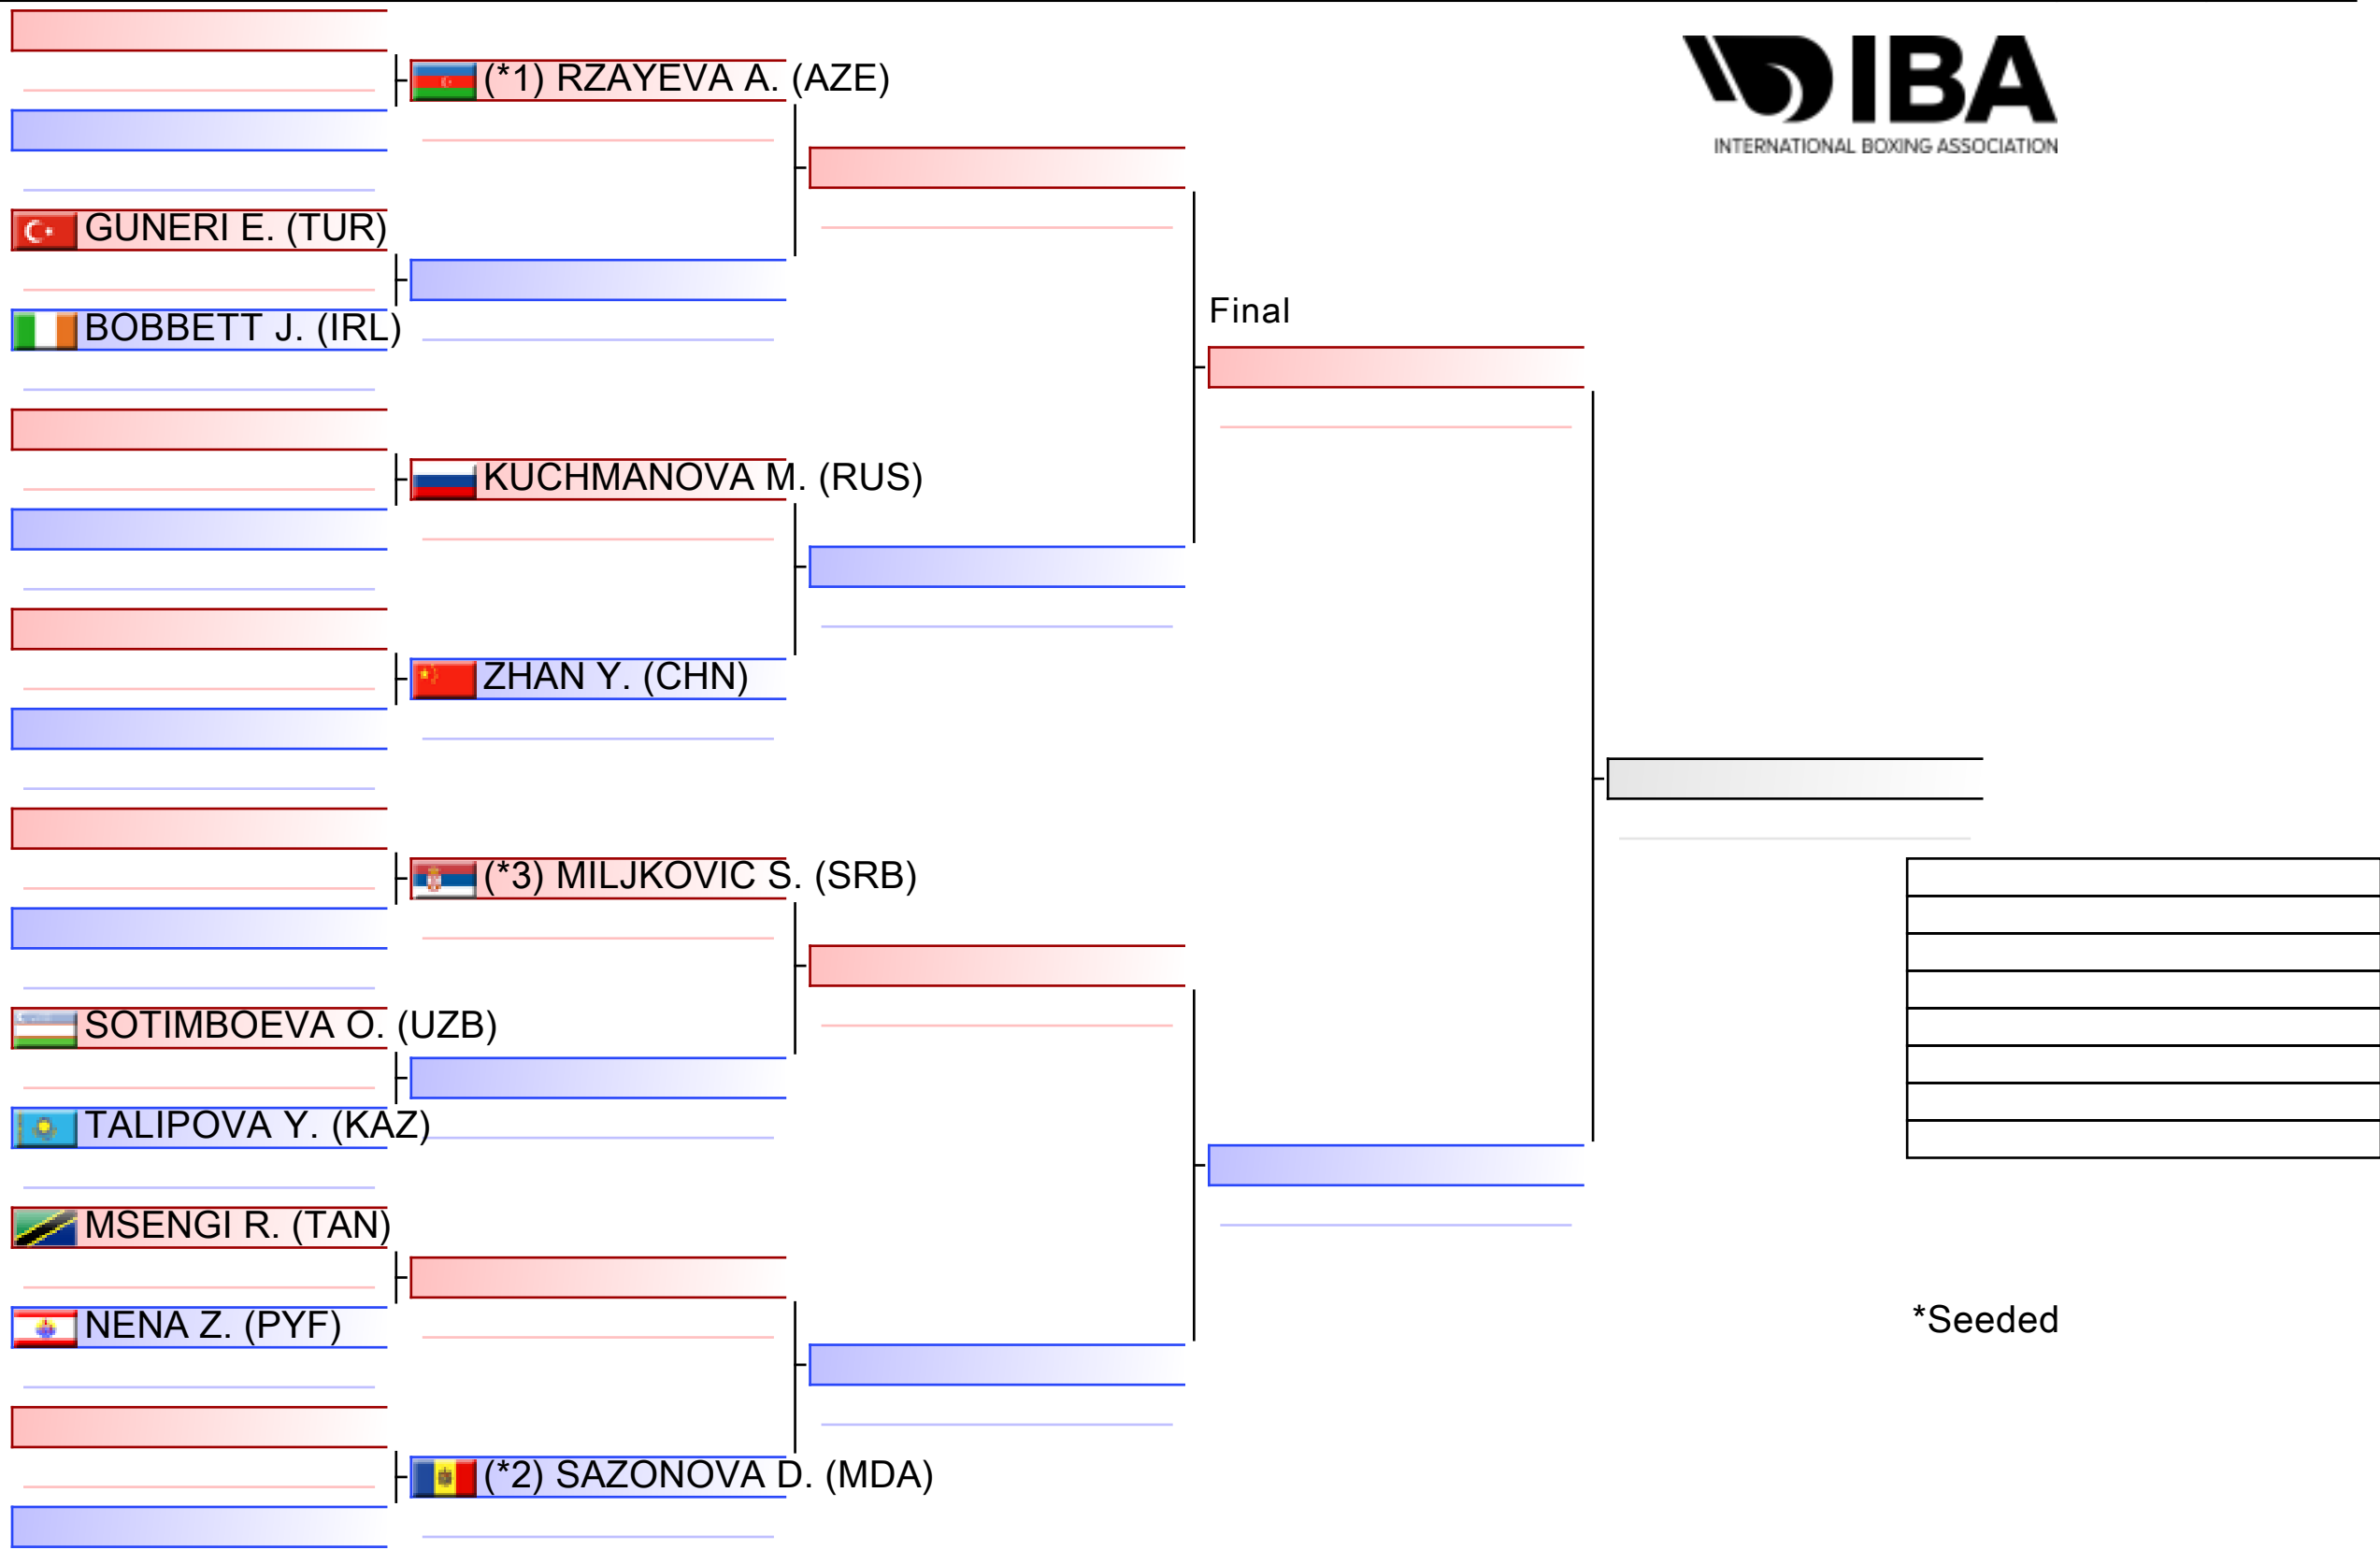 IBA
INTERNATIONAL BOXING ASSOCIATION
(*1) RZAYEVA A. (AZE)
GUNERI E. (TUR)
BOBBETT J. (IRL)
Final
KUCHMANOVA M. (RUS)
ZHAN Y. (CHN)
(*3) MILJKOVIC S. (SRB)
SOTIMBOEVA O. (UZB)
TALIPOVA Y. (KAZ)
MSENGI R. (TAN)
NENA Z. (PYF)
*Seeded
(*2) SAZONOVA D. (MDA)